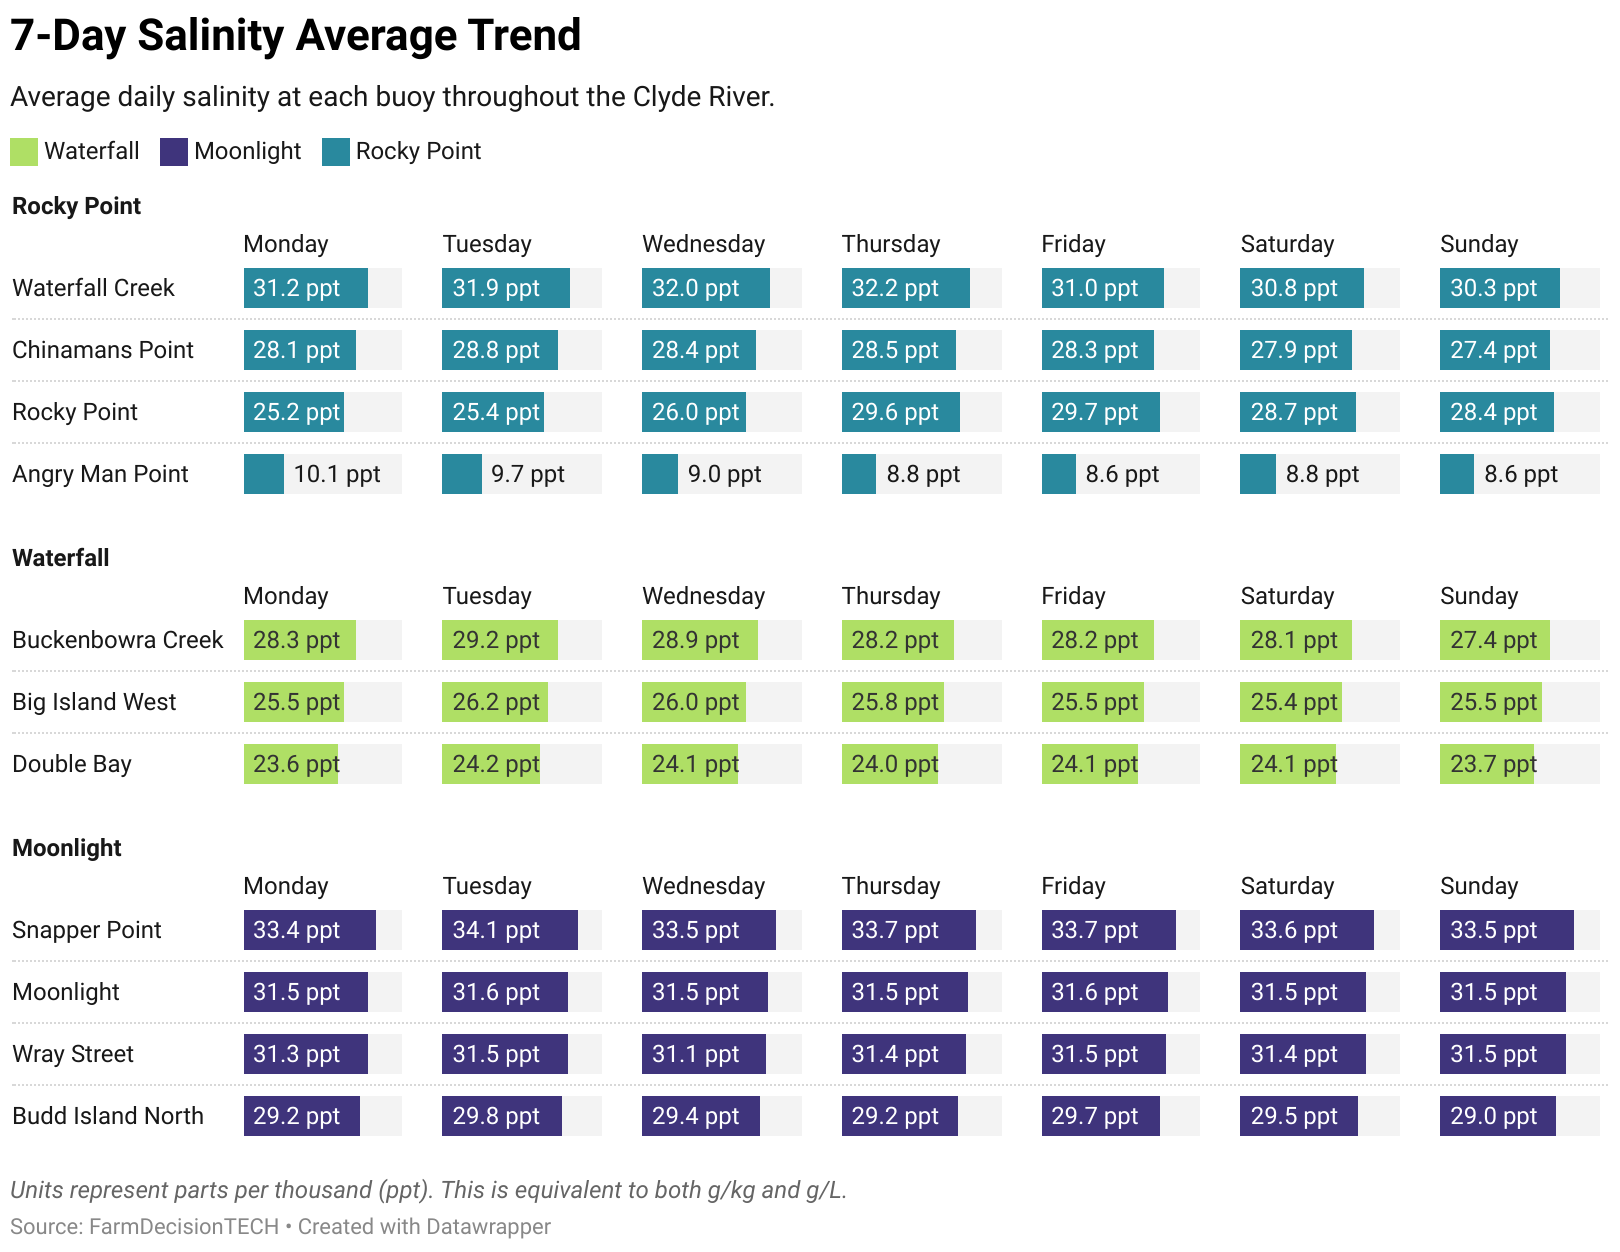 7-Day Salinity Average Trend
Average daily salinity at each buoy throughout the Clyde River.
Waterfall Moonlight Rocky Point
Rocky Point
Monday Tuesday Wednesday Thursday Friday Saturday Sunday
Waterfall Creek 31.2 ppt 31.9 ppt 32.0 ppt 32.2 ppt 31.0 ppt 30.8 ppt 30.3 ppt
Chinamans Point 28.1 ppt 28.8 ppt 28.4 ppt 28.5 ppt 28.3 ppt 27.9 ppt 27.4 ppt
Rocky Point 25.2 ppt 25.4 ppt 26.0 ppt 29.6 ppt 29.7 ppt 28.7 ppt 28.4 ppt
Angry Man Point 10.1 ppt 9.7 ppt 9.0 ppt 8.8 ppt 8.6 ppt 8.8 ppt 8.6 ppt
Waterfall
Monday Tuesday Wednesday Thursday Friday Saturday Sunday
Buckenbowra Creek 28.3 ppt 29.2 ppt 28.9 ppt 28.2 ppt 28.2 ppt 28.1 ppt 27.4 ppt
Big Island West 25.5 ppt 26.2 ppt 26.0 ppt 25.8 ppt 25.5 ppt 25.4 ppt 25.5 ppt
Double Bay 23.6 ppt 24.2 ppt 24.1 ppt 24.0 ppt 24.1 ppt 24.1 ppt 23.7 ppt
Moonlight
Monday Tuesday Wednesday Thursday Friday Saturday Sunday
Snapper Point 33.4 ppt 34.1 ppt 33.5 ppt 33.7 ppt 33.7 ppt 33.6 ppt 33.5 ppt
Moonlight 31.5 ppt 31.6 ppt 31.5 ppt 31.5 ppt 31.6 ppt 31.5 ppt 31.5 ppt
Wray Street 31.3 ppt 31.5 ppt 31.1 ppt 31.4 ppt 31.5 ppt 31.4 ppt 31.5 ppt
Budd Island North 29.2 ppt 29.8 ppt 29.4 ppt 29.2 ppt 29.7 ppt 29.5 ppt 29.0 ppt
Units represent parts per thousand (ppt). This is equivalent to both g/kg and g/L.
Source: FarmDecisionTECH • Created with Datawrapper